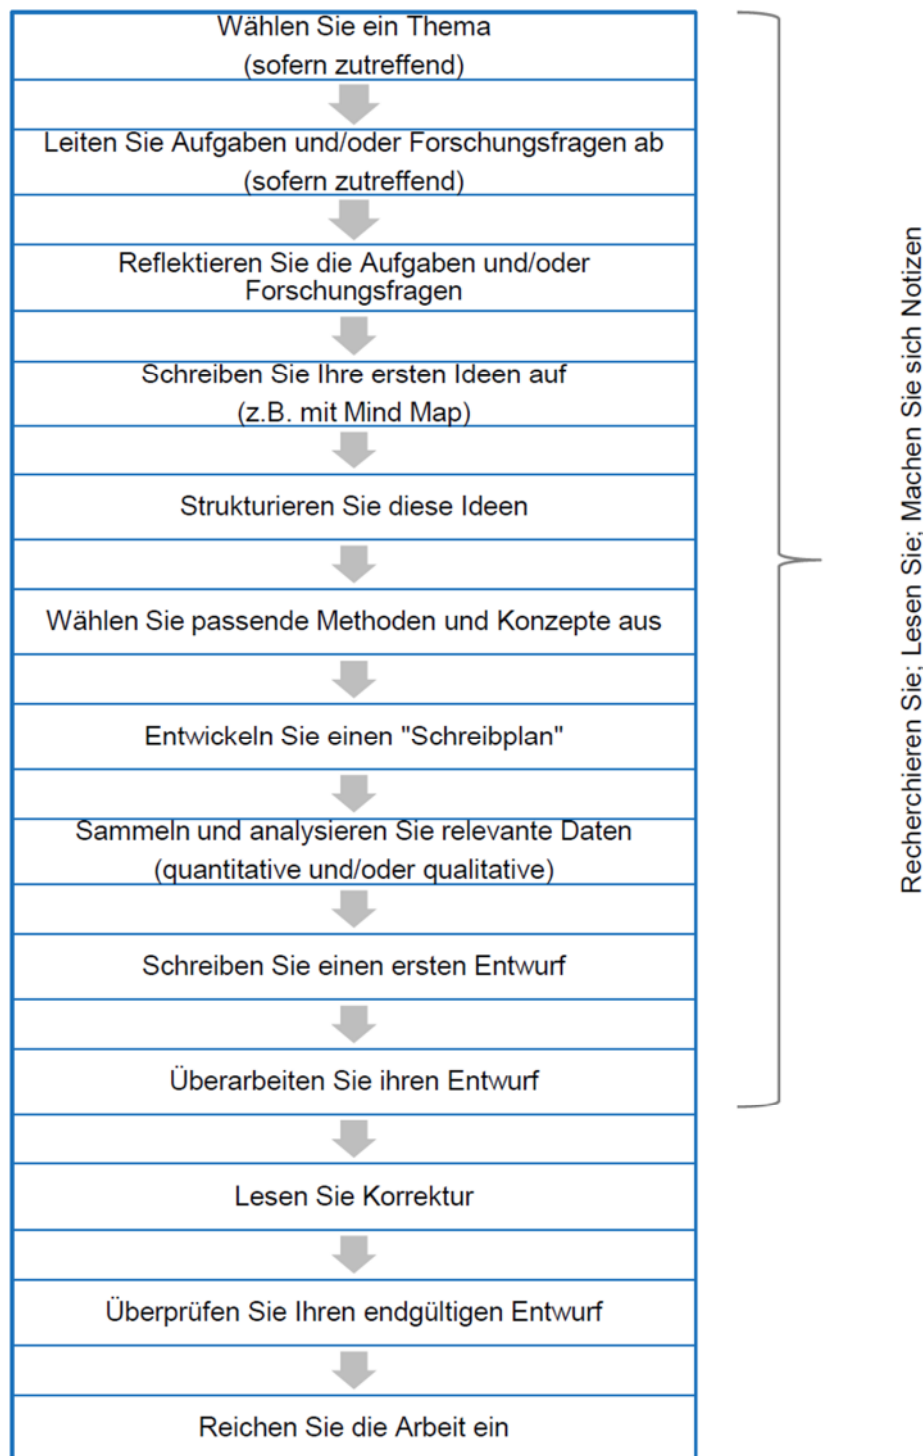 Wählen Sie ein Thema
(sofern zutreffend)
Leiten Sie Aufgaben und/oder Forschungsfragen ab
(sofern zutreffend)
Reflektieren Sie die Aufgaben und/oder
Forschungsfragen
Schreiben Sie Ihre ersten Ideen auf
(z.B. mit Mind Map)
Strukturieren Sie diese Ideen
Wählen Sie passende Methoden und Konzepte aus
Entwickeln Sie einen "Schreibplan"
Sammeln und analysieren Sie relevante Daten
(quantitative und/oder qualitative)
Schreiben Sie einen ersten Entwurf
Überarbeiten Sie ihren Entwurf
Lesen Sie Korrektur
Überprüfen Sie Ihren endgültigen Entwurf
Reichen Sie die Arbeit ein
Recherchieren Sie; Lesen Sie; Machen Sie sich Notizen